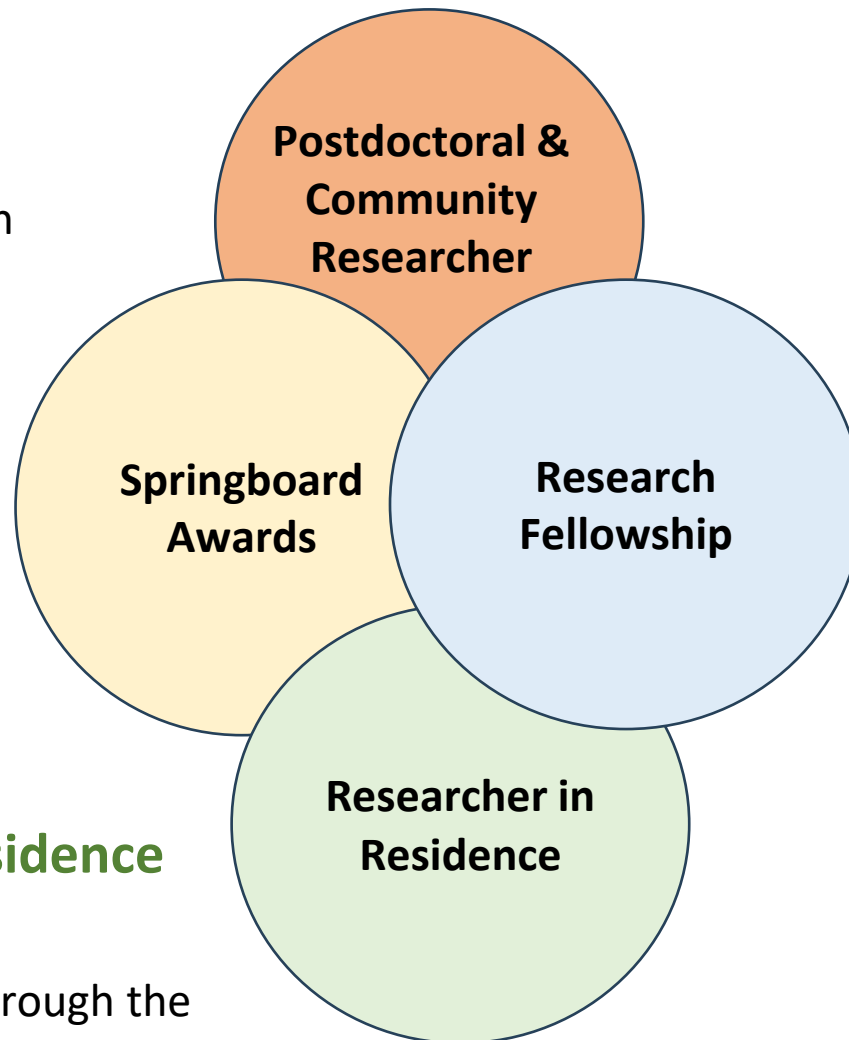 Postdoctoral &
Community
Researcher
Springboard
Awards
Research
Fellowship
Researcher in
Residence
sidence
rough the